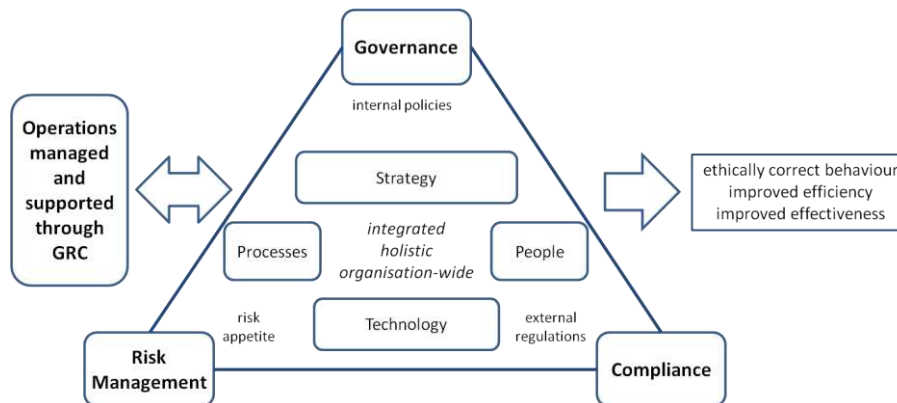 Governance
internal policies
Operations
managed
and
supported
through
GRC
Strategy
ethically correct behaviour
improved efficiency
improved effectiveness
Processes
integrated
holistic
organisation-wide
People
risk
appetite
Technology
external
regulations
Risk
Management
Compliance